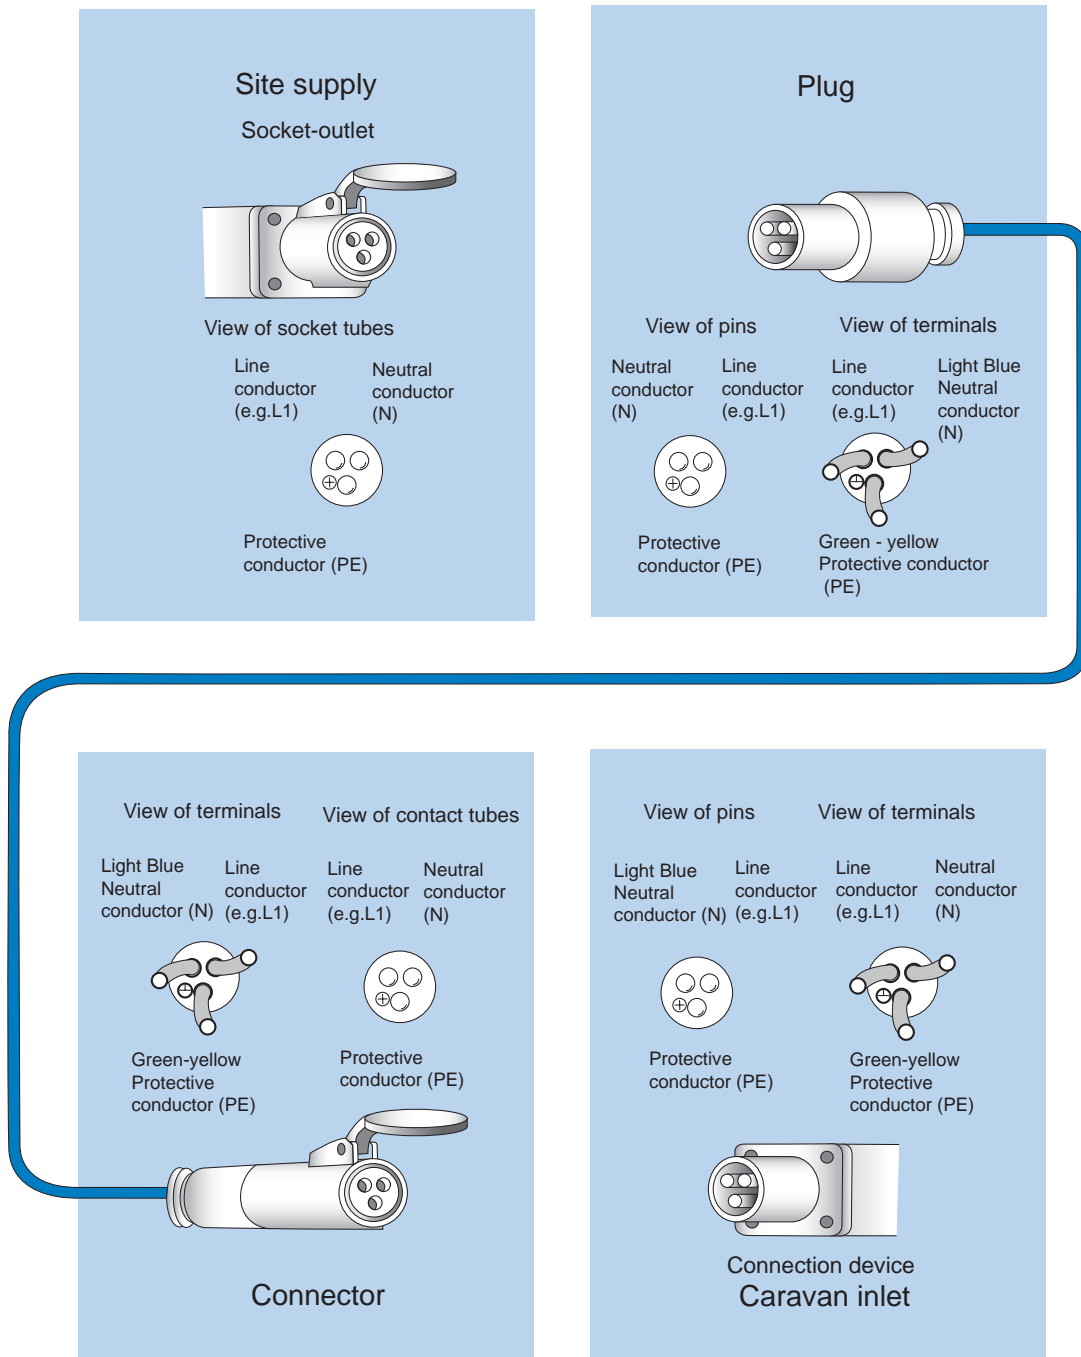 Site supply
Socket-outlet
View of socket tubes
Line
conductor
(e.g.L1)
Neutral
conductor
(N)
Protective
conductor (PE)
Plug
View of pins
View of terminals
Neutral
conductor
(N)
Line
conductor
(e.g.L1)
Line
conductor
(e.g.L1)
Light Blue
Neutral
conductor
(N)
Protective
conductor (PE)
Green - yellow
Protective conductor
(PE)
View of terminals
View of contact tubes
Light Blue
Neutral
conductor (N)
Line
conductor
(e.g.L1)
Line
conductor
(e.g.L1)
Neutral
conductor
(N)
Green-yellow
Protective
conductor (PE)
Protective
conductor (PE)
Connector
View of pins
View of terminals
Light Blue
Neutral
conductor (N)
Line
conductor
(e.g.L1)
Line
conductor
(e.g.L1)
Neutral
conductor
(N)
Protective
conductor (PE)
Green-yellow
Protective
conductor (PE)
Connection device
Caravan inlet